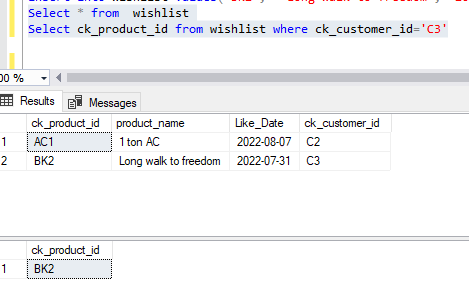 Select * from wishlist
Select ck_product_id from wishlist where ck_customer_id='C3'
00 %
Results Messages
ck_product_id product_name Like_Date ck_customer_id
1 AC1 1 ton AC 2022-08-07 C2
2 BK2 Long walk to freedom 2022-07-31 C3
ck_product_id
1 BK2